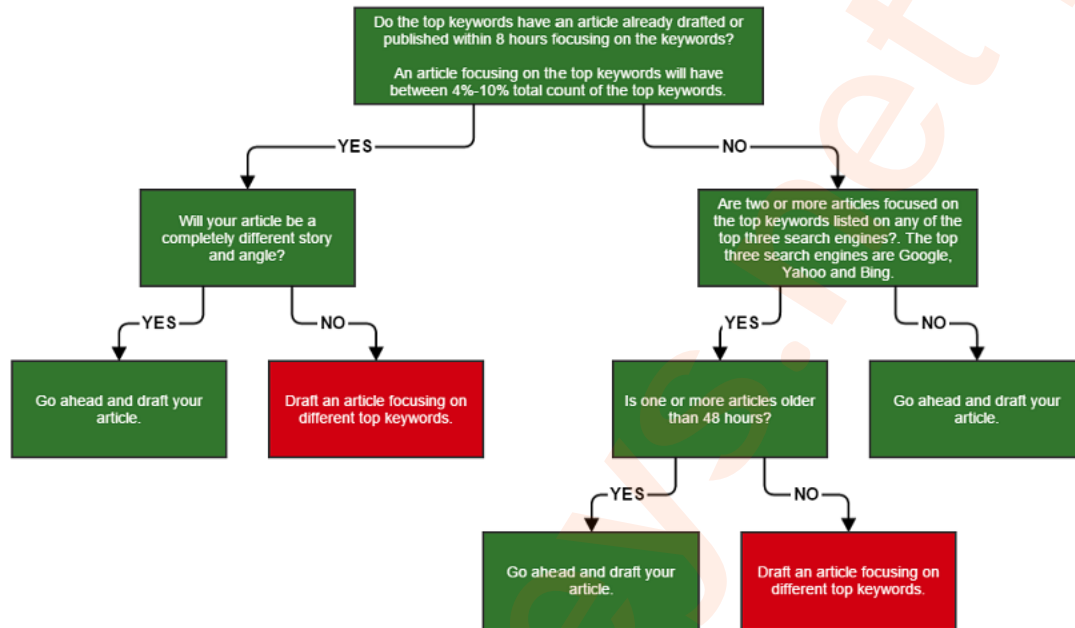 Do the top keywords have an article already drafted or
published within 8 hours focusing on the keywords?
An article focusing on the top keywords will have
between 4%-10% total count of the top keywords.
YES
NO
Will your article be a
completely different story
and angle?
Are two or more articles focused on
the top keywords listed on any of the
top three search engines?. The top
three search engines are Google,
Yahoo and Bing.
YES
NO
YES
NO
Go ahead and draft your
article.
Draft an article focusing on
different top keywords.
Is one or more articles older
than 48 hours?
Go ahead and draft your
article.
YES
NO
Go ahead and draft your
article.
Draft an article focusing on
different top keywords.